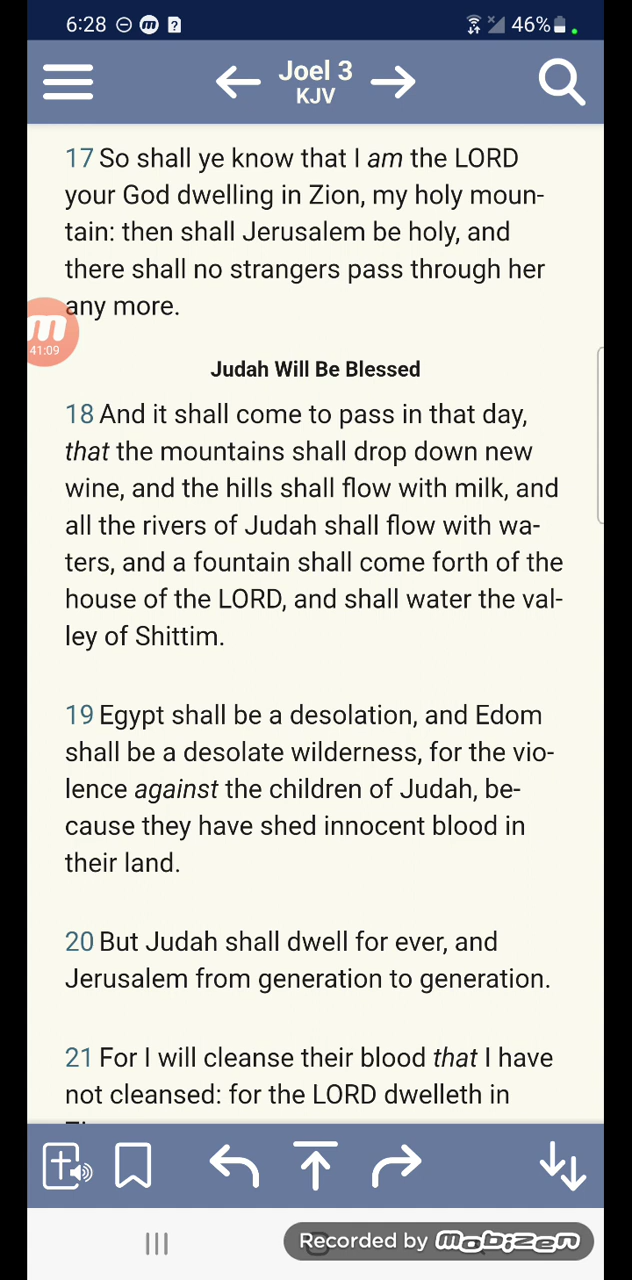 6:28 m ? 46%
Joel 3
KJV
17 So shall ye know that I am the LORD
your God dwelling in Zion, my holy moun-
tain: then shall Jerusalem be holy, and
there shall no strangers pass through her
any more.
m
41:09
Judah Will Be Blessed
18 And it shall come to pass in that day,
that the mountains shall drop down new
wine, and the hills shall flow with milk, and
all the rivers of Judah shall flow with wa-
ters, and a fountain shall come forth of the
house of the LORD, and shall water the val-
ley of Shittim.
19 Egypt shall be a desolation, and Edom
shall be a desolate wilderness, for the vio-
lence against the children of Judah, be-
cause they have shed innocent blood in
their land.
20 But Judah shall dwell for ever, and
Jerusalem from generation to generation.
21 For I will cleanse their blood that I have
not cleansed: for the LORD dwelleth in
Recorded by mobizen